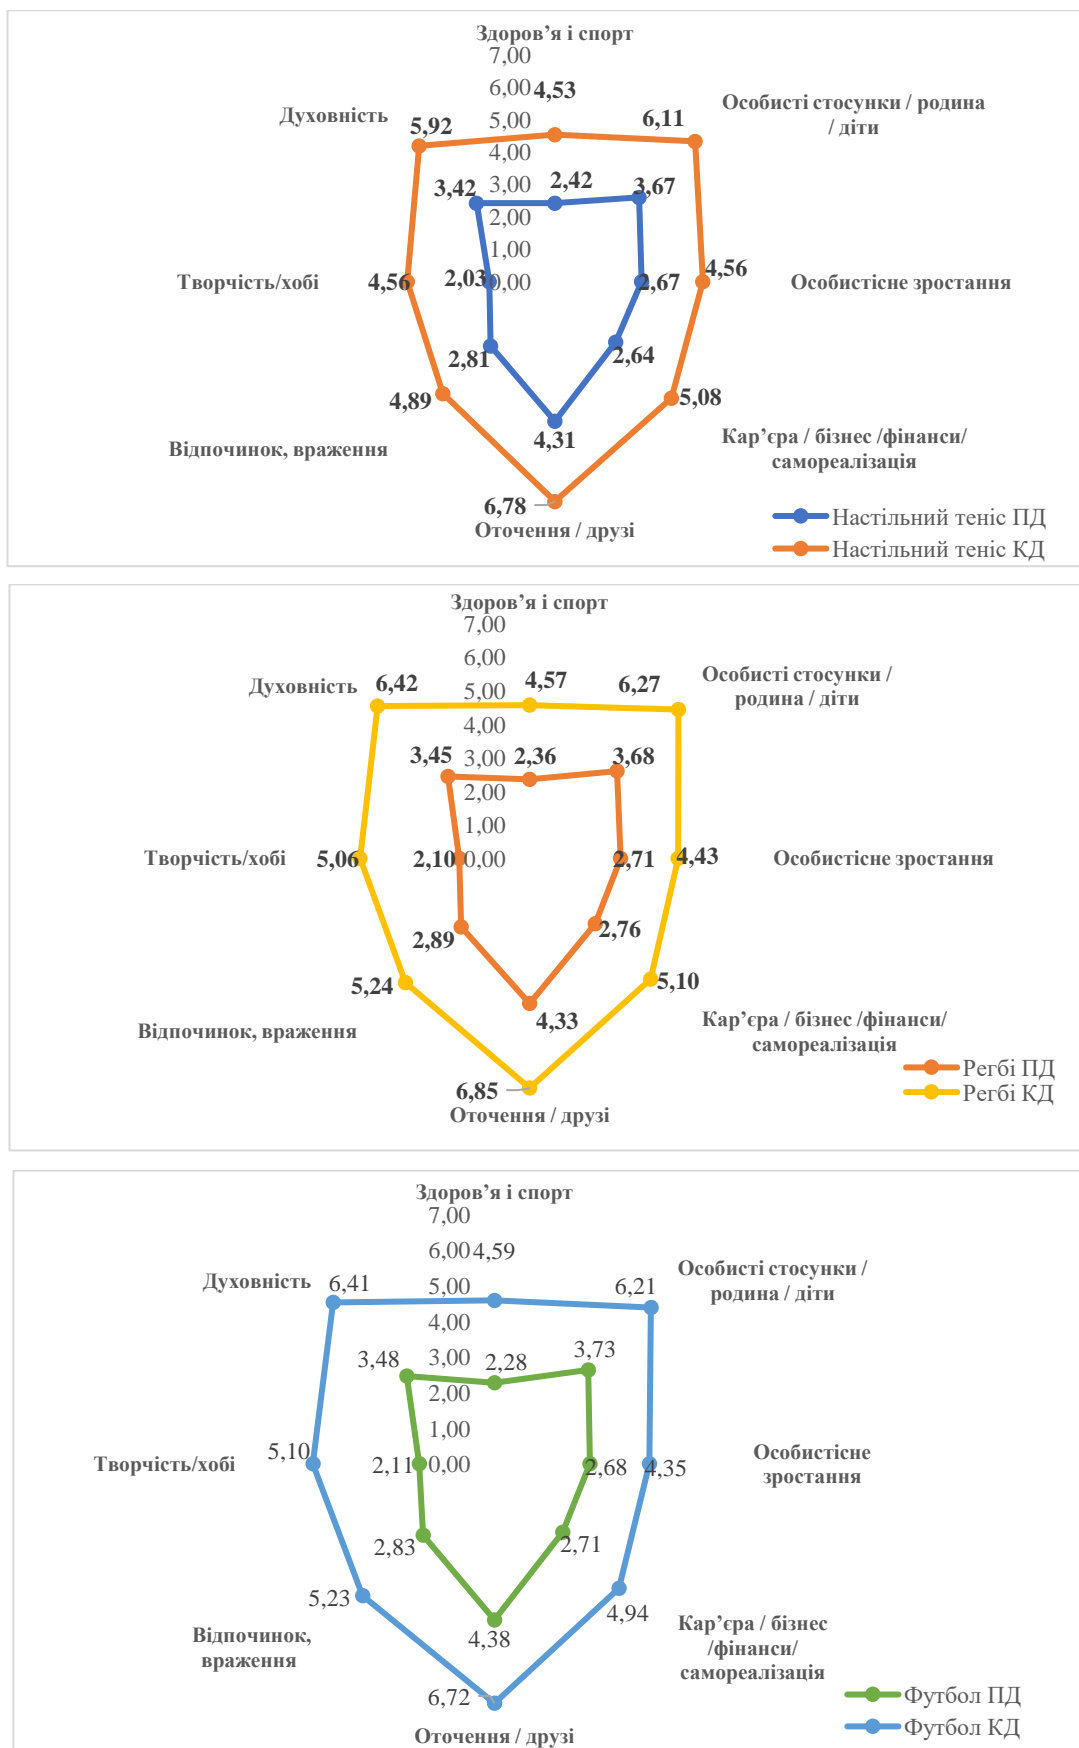 Здоров'я і спорт
7,00
6,00
4,53
Особисті стосунки / родина
/ діти
Духовність
5,92
5,00
6,11
4,00
3,42
3,00
2,42
3,67
2,00
1,00
Творчість/хобі
4,56
2,03
0,00
2,67
4,56
Особистісне зростання
2,81
2,64
4,89
5,08
Відпочинок, враження
4,31
Кар'єра / бізнес /фінанси/
самореалізація
6,78
Оточення / друзі
Настільний теніс ПД
Настільний теніс КД
Здоров'я і спорт
7,00
6,00
Особисті стосунки /
родина / діти
Духовність
6,42
5,00
4,57
6,27
4,00
3,45
3,00
2,36
3,68
2,00
1,00
Творчість/хобі
5,06
2,10
0,00
2,71
4,43
Особистісне зростання
2,89
2,76
5,24
5,10
Відпочинок, враження
4,33
Кар'єра / бізнес /фінанси/
самореалізація
6,85
Оточення / друзі
Регбі ПД
Регбі КД
Здоров'я і спорт
7,00
6,00
4,59
Особисті стосунки /
родина / діти
Духовність
6,41
5,00
6,21
4,00
3,48
3,00
2,28
3,73
2,00
1,00
Творчість/хобі
5,10
2,11
0,00
2,68
4,35
Особистісне
зростання
2,83
2,71
5,23
4,94
Відпочинок,
враження
4,38
Кар'єра / бізнес
/фінанси/
самореалізація
6,72
Оточення / друзі
Футбол ПД
Футбол КД